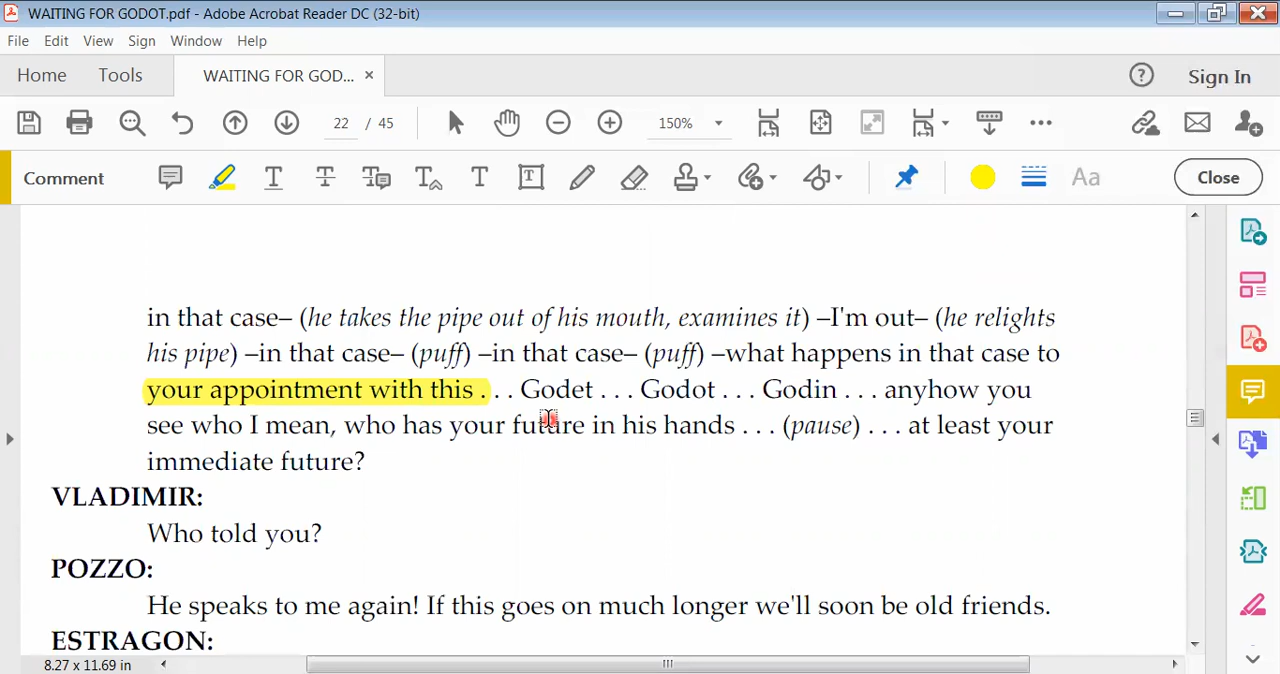 WAITING FOR GODOT.pdf - Adobe Acrobat Reader DC (32-bit)
File Edit View Sign Window Help
Home Tools WAITING FOR GOD... × Sign In
22 / 45 150%
Comment Aa Close
in that case– (he takes the pipe out of his mouth, examines it) –I'm out– (he relights
his pipe) –in that case– (puff) –in that case– (puff) –what happens in that case to
your appointment with this . . . Godet . . . Godot . . . Godin . . . anyhow you
see who I mean, who has your future in his hands . . . (pause) . . . at least your
immediate future?
VLADIMIR:
Who told you?
POZZO:
He speaks to me again! If this goes on much longer we'll soon be old friends.
ESTRAGON:
8.27 x 11.69 in